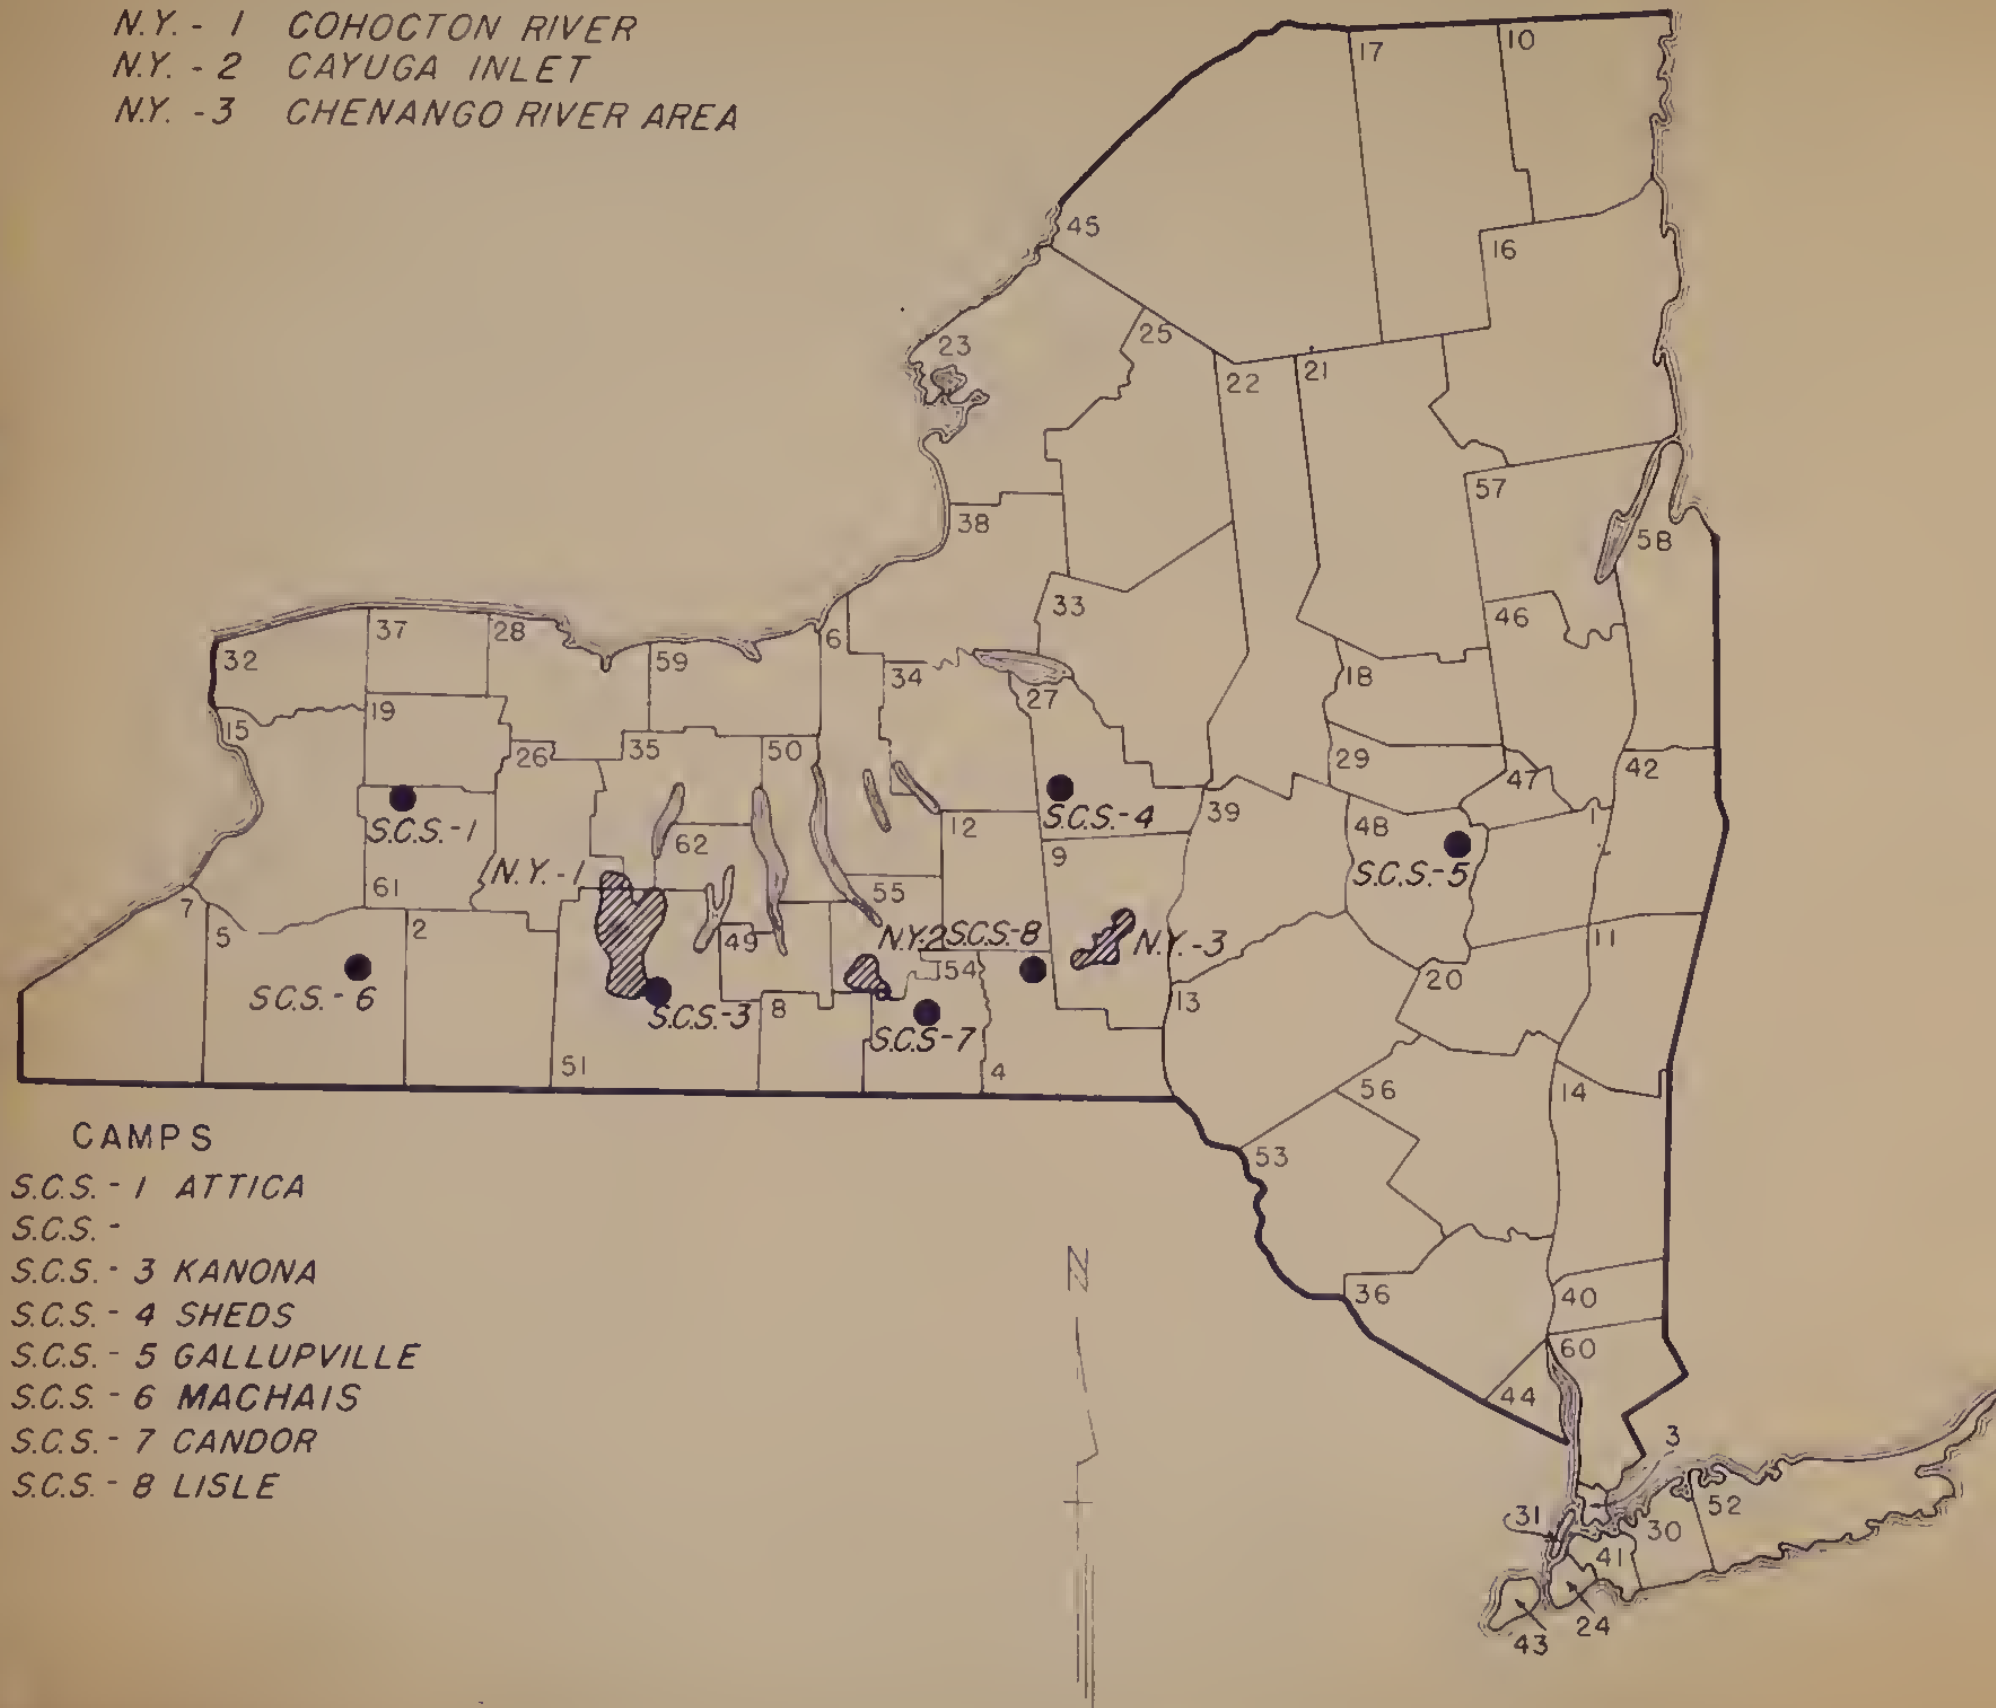 N.Y. - 1 COHOCTON RIVER
N.Y. - 2 CAYUGA INLET
N.Y. - 3 CHENANGO RIVER AREA
17
10
45
16
23
25
22
21
38
57
58
33
46
37
28
6
32
59
34
18
27
19
15
26
35
50
29
47
42
S.C.S.-1
S.C.S.-4
39
12
48
1
62
9
N.Y.-1
S.C.S.-5
61
55
7
5
2
49
N.Y.-2
S.C.S.-8
N.Y.-3
11
54
20
S.C.S.-6
S.C.S.-3
8
13
S.C.S-7
51
4
56
14
53
CAMPS
S.C.S. - 1 ATTICA
S.C.S. -
S.C.S. - 3 KANONA
S.C.S. - 4 SHEDS
S.C.S. - 5 GALLUPVILLE
S.C.S. - 6 MACHAIS
S.C.S. - 7 CANDOR
S.C.S. - 8 LISLE
N
36
40
60
44
3
52
31
30
41
24
43